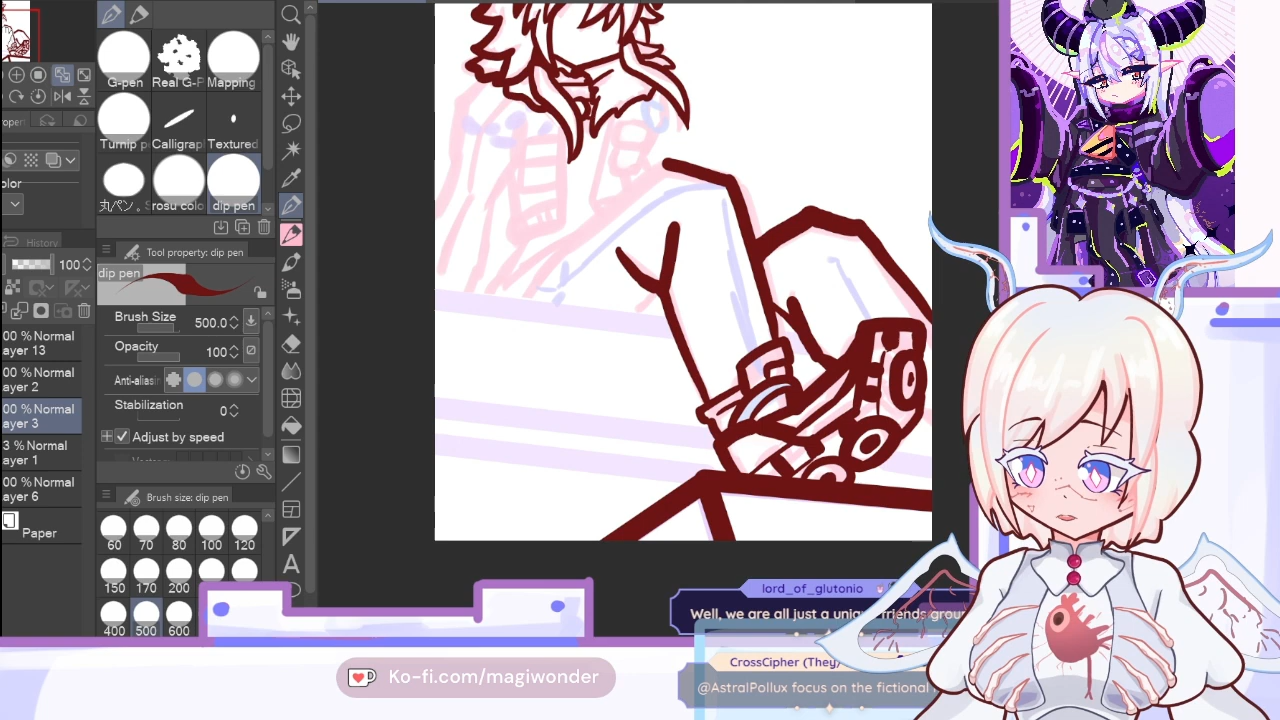 G-pen
Real G-P
Mapping
Turnip p
Calligrap
Textured
丸ペン。S
rosu colo
dip pen
Tool property: dip pen
dip pen
Brush Size
500.0
Opacity
100
Anti-alias
Stabilization
0
Adjust by speed
Brush size: dip pen
60 70 80 100 120
150 170 200
400 500 600
oper
olor
History
100
00 % Normal
ayer 13
00 % Normal
ayer 2
00 % Normal
ayer 3
3 % Normal
ayer 1
00 % Normal
ayer 6
Paper
lord_of_glutonio
Well, we are all just a uniqu friends grou
CrossCipher (They)
@AstralPollux focus on the fictional
Ko-fi.com/magiwonder